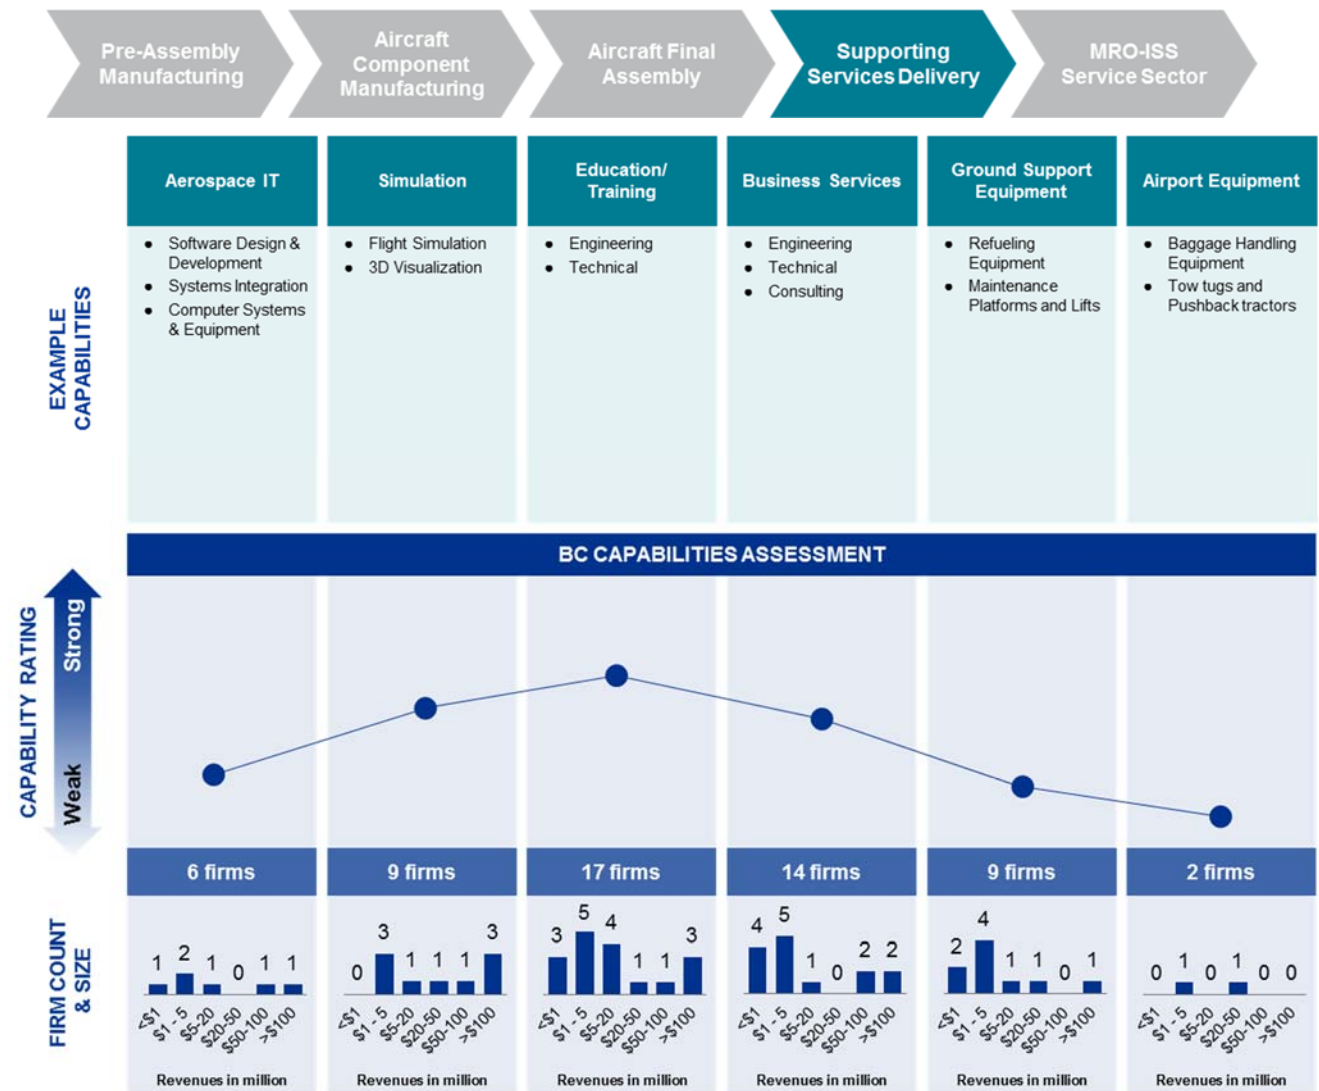 Pre-Assembly
Manufacturing
Aircraft
Component
Manufacturing
Aircraft Final
Assembly
Supporting
Services Delivery
MRO-ISS
Service Sector
EXAMPLE
CAPABILITIES
Aerospace IT
● Software Design &
Development
● Systems Integration
● Computer Systems
& Equipment
Simulation
● Flight Simulation
● 3D Visualization
Education/
Training
● Engineering
● Technical
Business Services
● Engineering
● Technical
● Consulting
Ground Support
Equipment
● Refueling
Equipment
● Maintenance
Platforms and Lifts
Airport Equipment
● Baggage Handling
Equipment
● Tow tugs and
Pushback tractors
BC CAPABILITIES ASSESSMENT
CAPABILITY RATING
Strong
Weak
FIRM COUNT
& SIZE
6 firms
1 2 1 0 1 1
<$1 $1 - 5 $5-20 $20-50 $50-100 >$100
Revenues in million
9 firms
0 3 1 1 1 3
<$1 $1 - 5 $5-20 $20-50 $50-100 >$100
Revenues in million
17 firms
3 5 4 1 1 3
<$1 $1 - 5 $5-20 $20-50 $50-100 >$100
Revenues in million
14 firms
4 5 1 0 2 2
<$1 $1 - 5 $5-20 $20-50 $50-100 >$100
Revenues in million
9 firms
2 4 1 1 0 1
<$1 $1 - 5 $5-20 $20-50 $50-100 >$100
Revenues in million
2 firms
0 1 0 1 0 0
<$1 $1 - 5 $5-20 $20-50 $50-100 >$100
Revenues in million